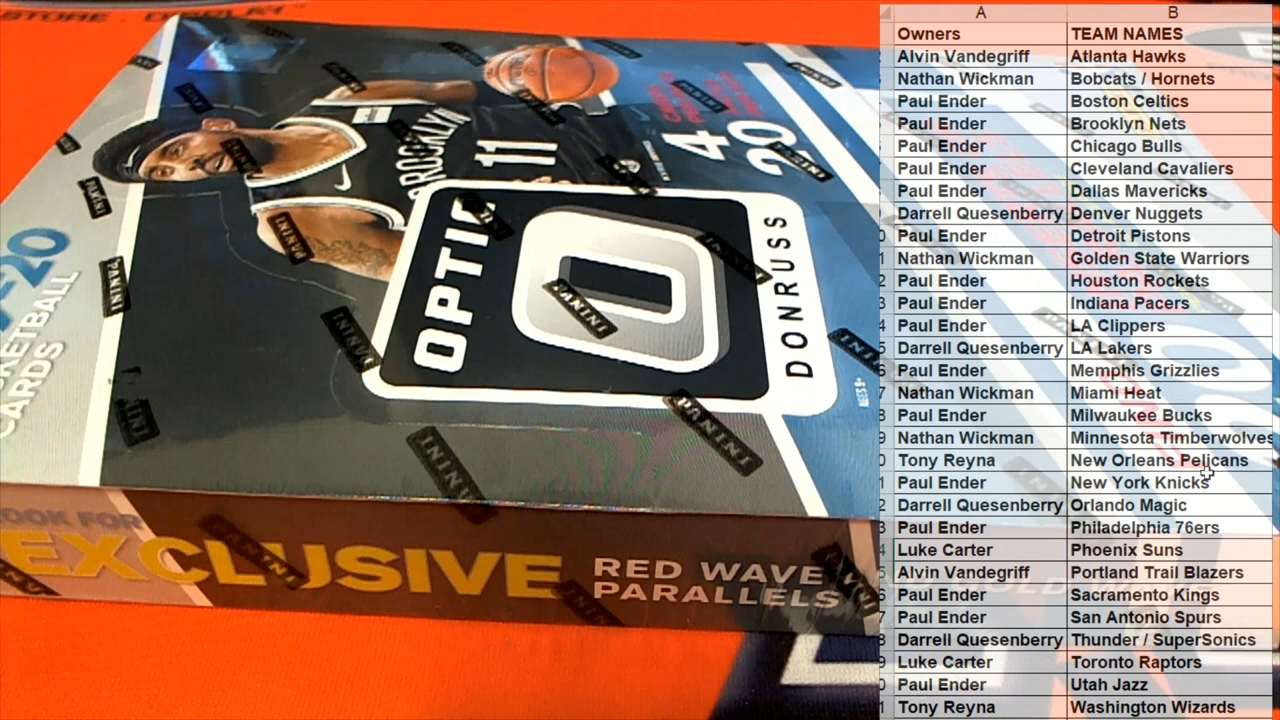 STORE
BROOKLYN
11
4
20
OPTIC
DONRUSS
AGES 9+
-20
CARDS
PANINI
LOOK FOR
EXCLUSIVE
RED WAVE
PARALLELS
A B
Owners TEAM NAMES
Alvin Vandegriff Atlanta Hawks
Nathan Wickman Bobcats / Hornets
Paul Ender Boston Celtics
Paul Ender Brooklyn Nets
Paul Ender Chicago Bulls
Paul Ender Cleveland Cavaliers
Paul Ender Dallas Mavericks
Darrell Quesenberry Denver Nuggets
Paul Ender Detroit Pistons
Nathan Wickman Golden State Warriors
Paul Ender Houston Rockets
Paul Ender Indiana Pacers
Paul Ender LA Clippers
Darrell Quesenberry LA Lakers
Paul Ender Memphis Grizzlies
Nathan Wickman Miami Heat
Paul Ender Milwaukee Bucks
Nathan Wickman Minnesota Timberwolves
Tony Reyna New Orleans Pelicans
Paul Ender New York Knicks
Darrell Quesenberry Orlando Magic
Paul Ender Philadelphia 76ers
Luke Carter Phoenix Suns
Alvin Vandegriff Portland Trail Blazers
Paul Ender Sacramento Kings
Paul Ender San Antonio Spurs
Darrell Quesenberry Thunder / SuperSonics
Luke Carter Toronto Raptors
Paul Ender Utah Jazz
Tony Reyna Washington Wizards